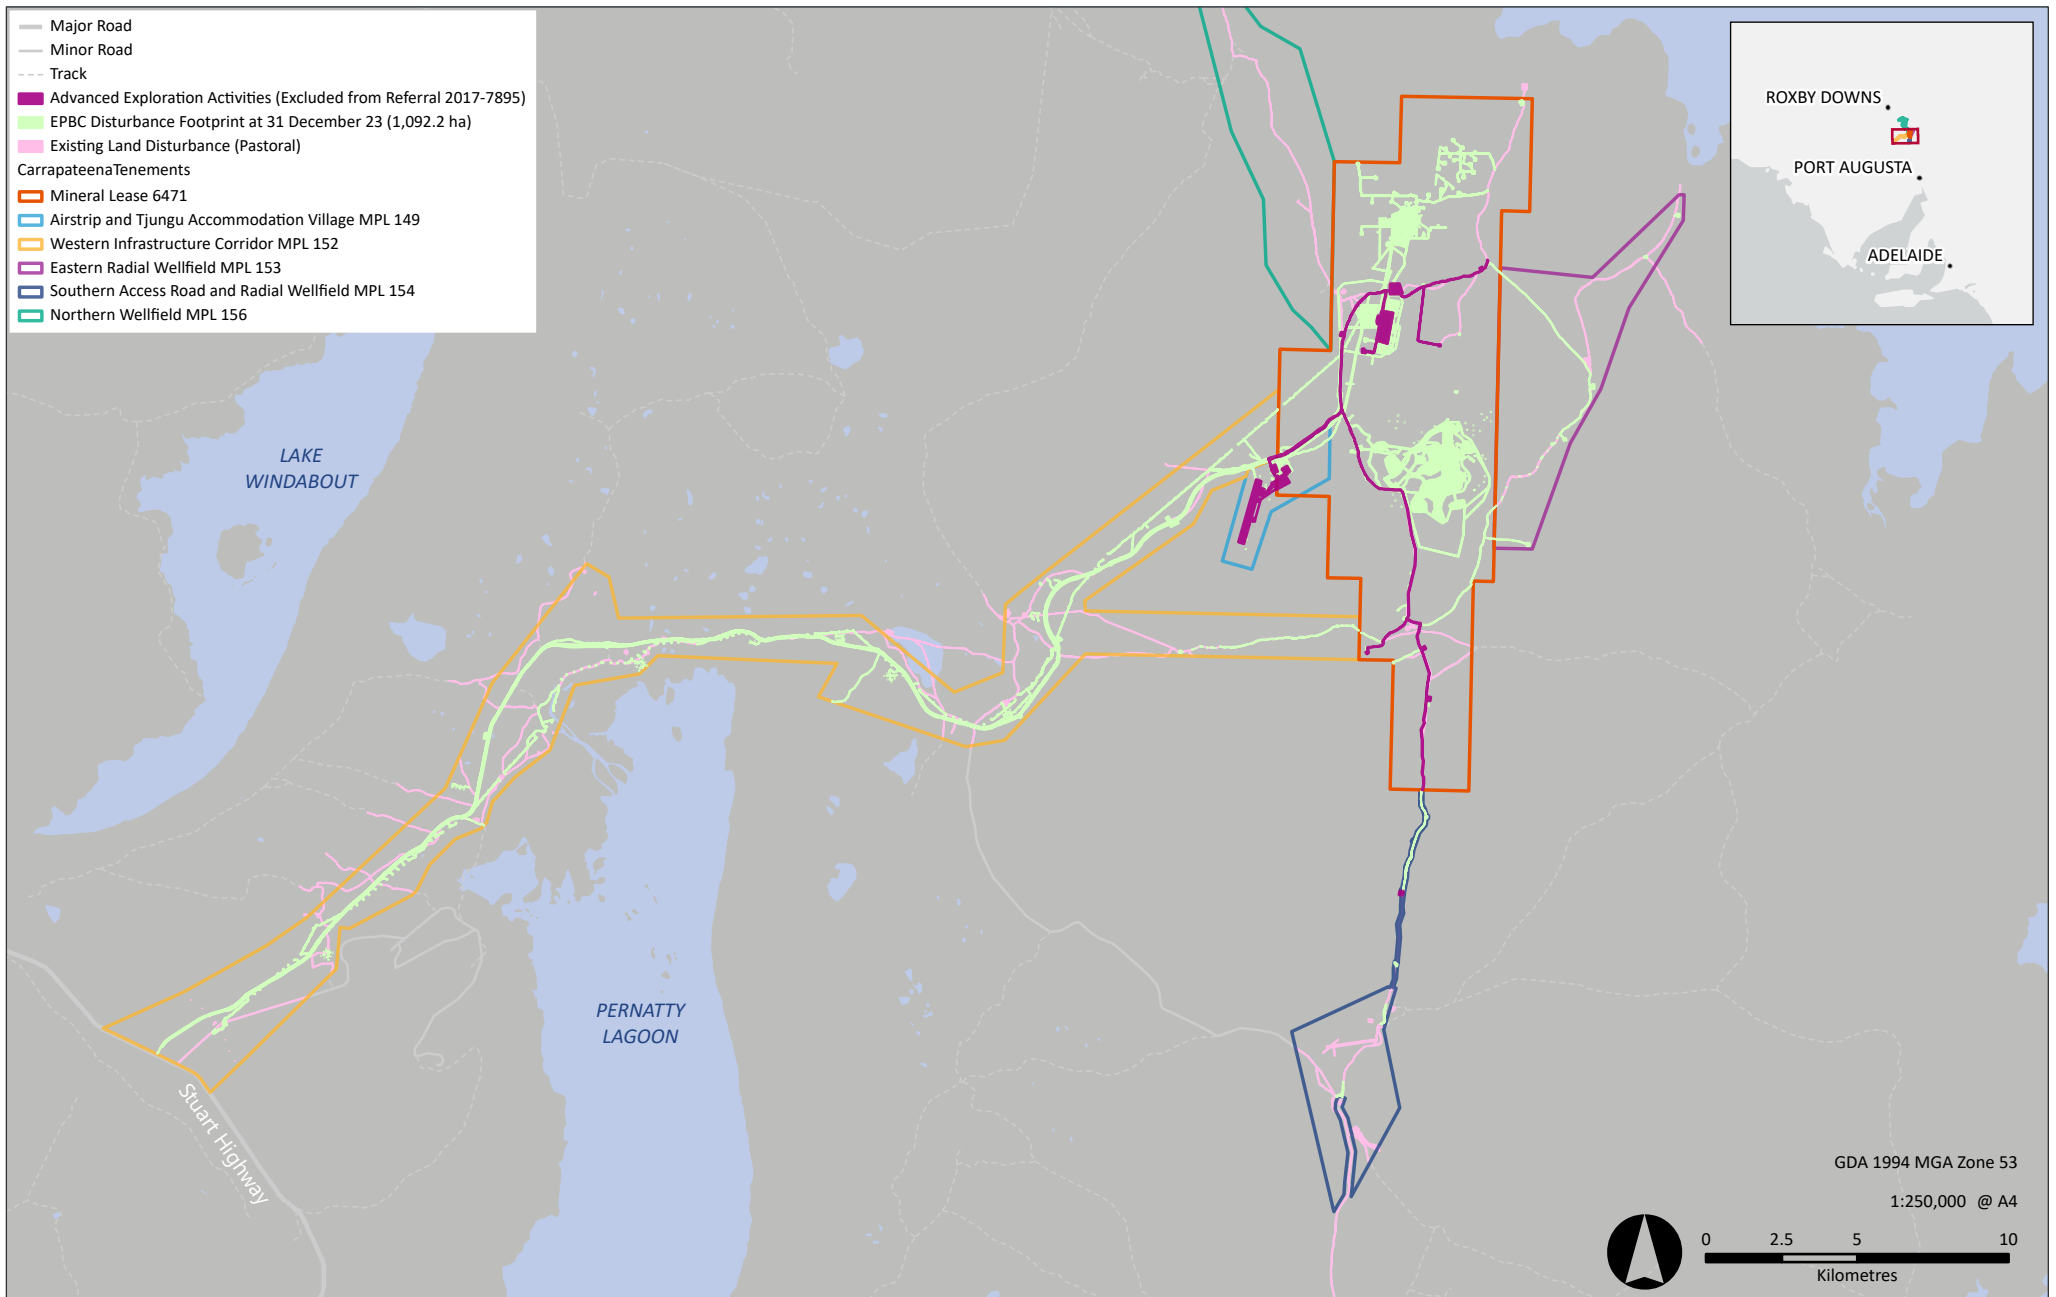 Major Road
Minor Road
Track
Advanced Exploration Activities (Excluded from Referral 2017-7895)
EPBC Disturbance Footprint at 31 December 23 (1,092.2 ha)
Existing Land Disturbance (Pastoral)
CarrapateenaTenements
Mineral Lease 6471
Airstrip and Tjungu Accommodation Village MPL 149
Western Infrastructure Corridor MPL 152
Eastern Radial Wellfield MPL 153
Southern Access Road and Radial Wellfield MPL 154
Northern Wellfield MPL 156
ROXBY DOWNS
PORT AUGUSTA
ADELAIDE
LAKE
WINDABOUT
PERNATTY
LAGOON
Stuart Highway
GDA 1994 MGA Zone 53
1:250,000 @ A4
0 2.5 5 10
Kilometres